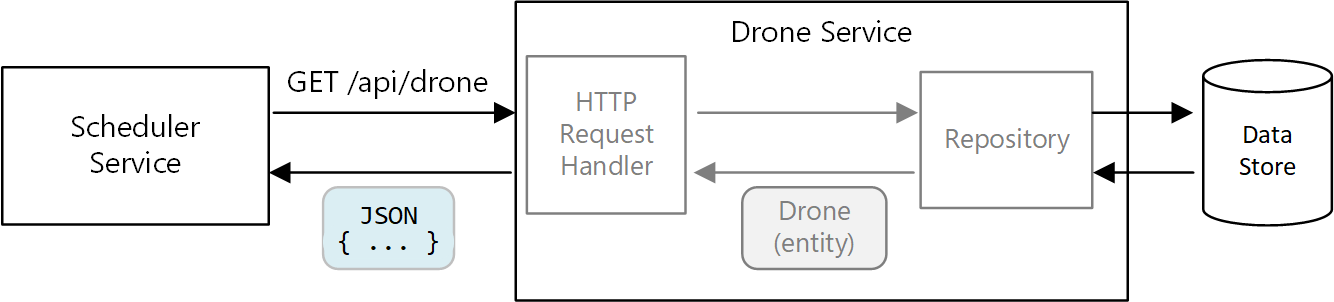 Drone Service
GET /api/drone
Scheduler
Service
HTTP
Request
Handler
Repository
Data
Store
JSON
{ ... }
Drone
(entity)